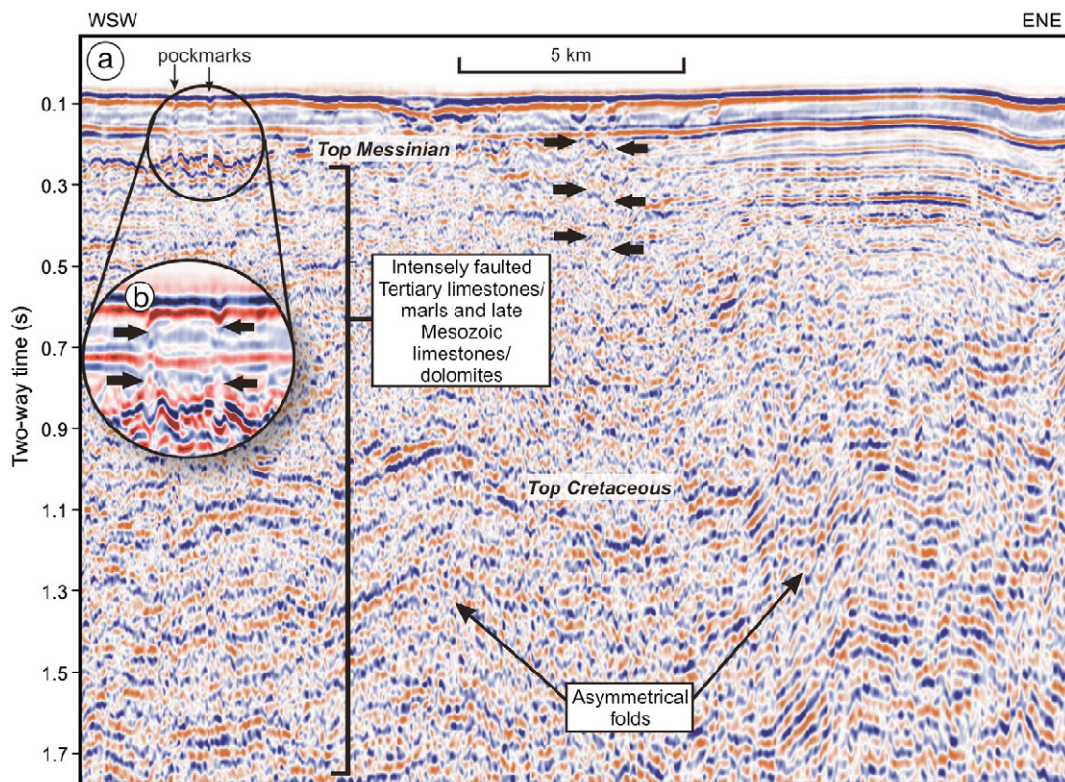 WSW
ENE
a
pockmarks
5 km
0.1
Top Messinian
0.3
0.5
Intensely faulted
Tertiary limestones/
marls and late
Mesozoic
limestones/
dolomites
b
0.7
0.9
Two-way time (s)
Top Cretaceous
1.1
1.3
1.5
Asymmetrical
folds
1.7